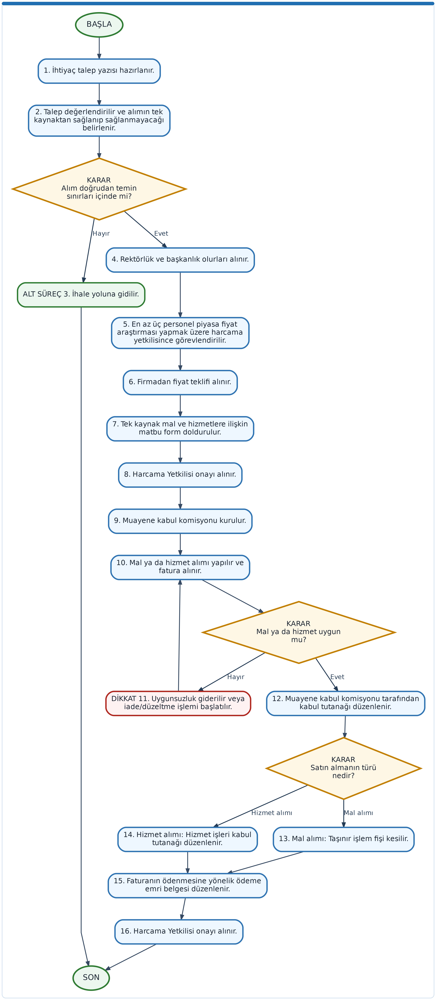 BAŞLA
1. İhtiyaç talep yazısı hazırlanır.
2. Talep değerlendirilir ve alımın tek
kaynaktan sağlanıp sağlanmayacağı
belirlenir.
KARAR
Alım doğrudan temin
sınırları içinde mi?
Hayır
Evet
4. Rektörlük ve başkanlık olurları alınır.
ALT SÜREÇ 3. İhale yoluna gidilir.
5. En az üç personel piyasa fiyat
araştırması yapmak üzere harcama
yetkilisince görevlendirilir.
6. Firmadan fiyat teklifi alınır.
7. Tek kaynak mal ve hizmetlere ilişkin
matbu form doldurulur.
8. Harcama Yetkilisi onayı alınır.
9. Muayene kabul komisyonu kurulur.
10. Mal ya da hizmet alımı yapılır ve
fatura alınır.
KARAR
Mal ya da hizmet uygun
mu?
Hayır
Evet
DİKKAT 11. Uygunsuzluk giderilir veya
iade/düzeltme işlemi başlatılır.
12. Muayene kabul komisyonu tarafından
kabul tutanağı düzenlenir.
KARAR
Satın almanın türü
nedir?
Hizmet alımı
Mal alımı
14. Hizmet alımı: Hizmet işleri kabul
tutanağı düzenlenir.
13. Mal alımı: Taşınır işlem fişi kesilir.
15. Faturanın ödenmesine yönelik ödeme
emri belgesi düzenlenir.
16. Harcama Yetkilisi onayı alınır.
SON